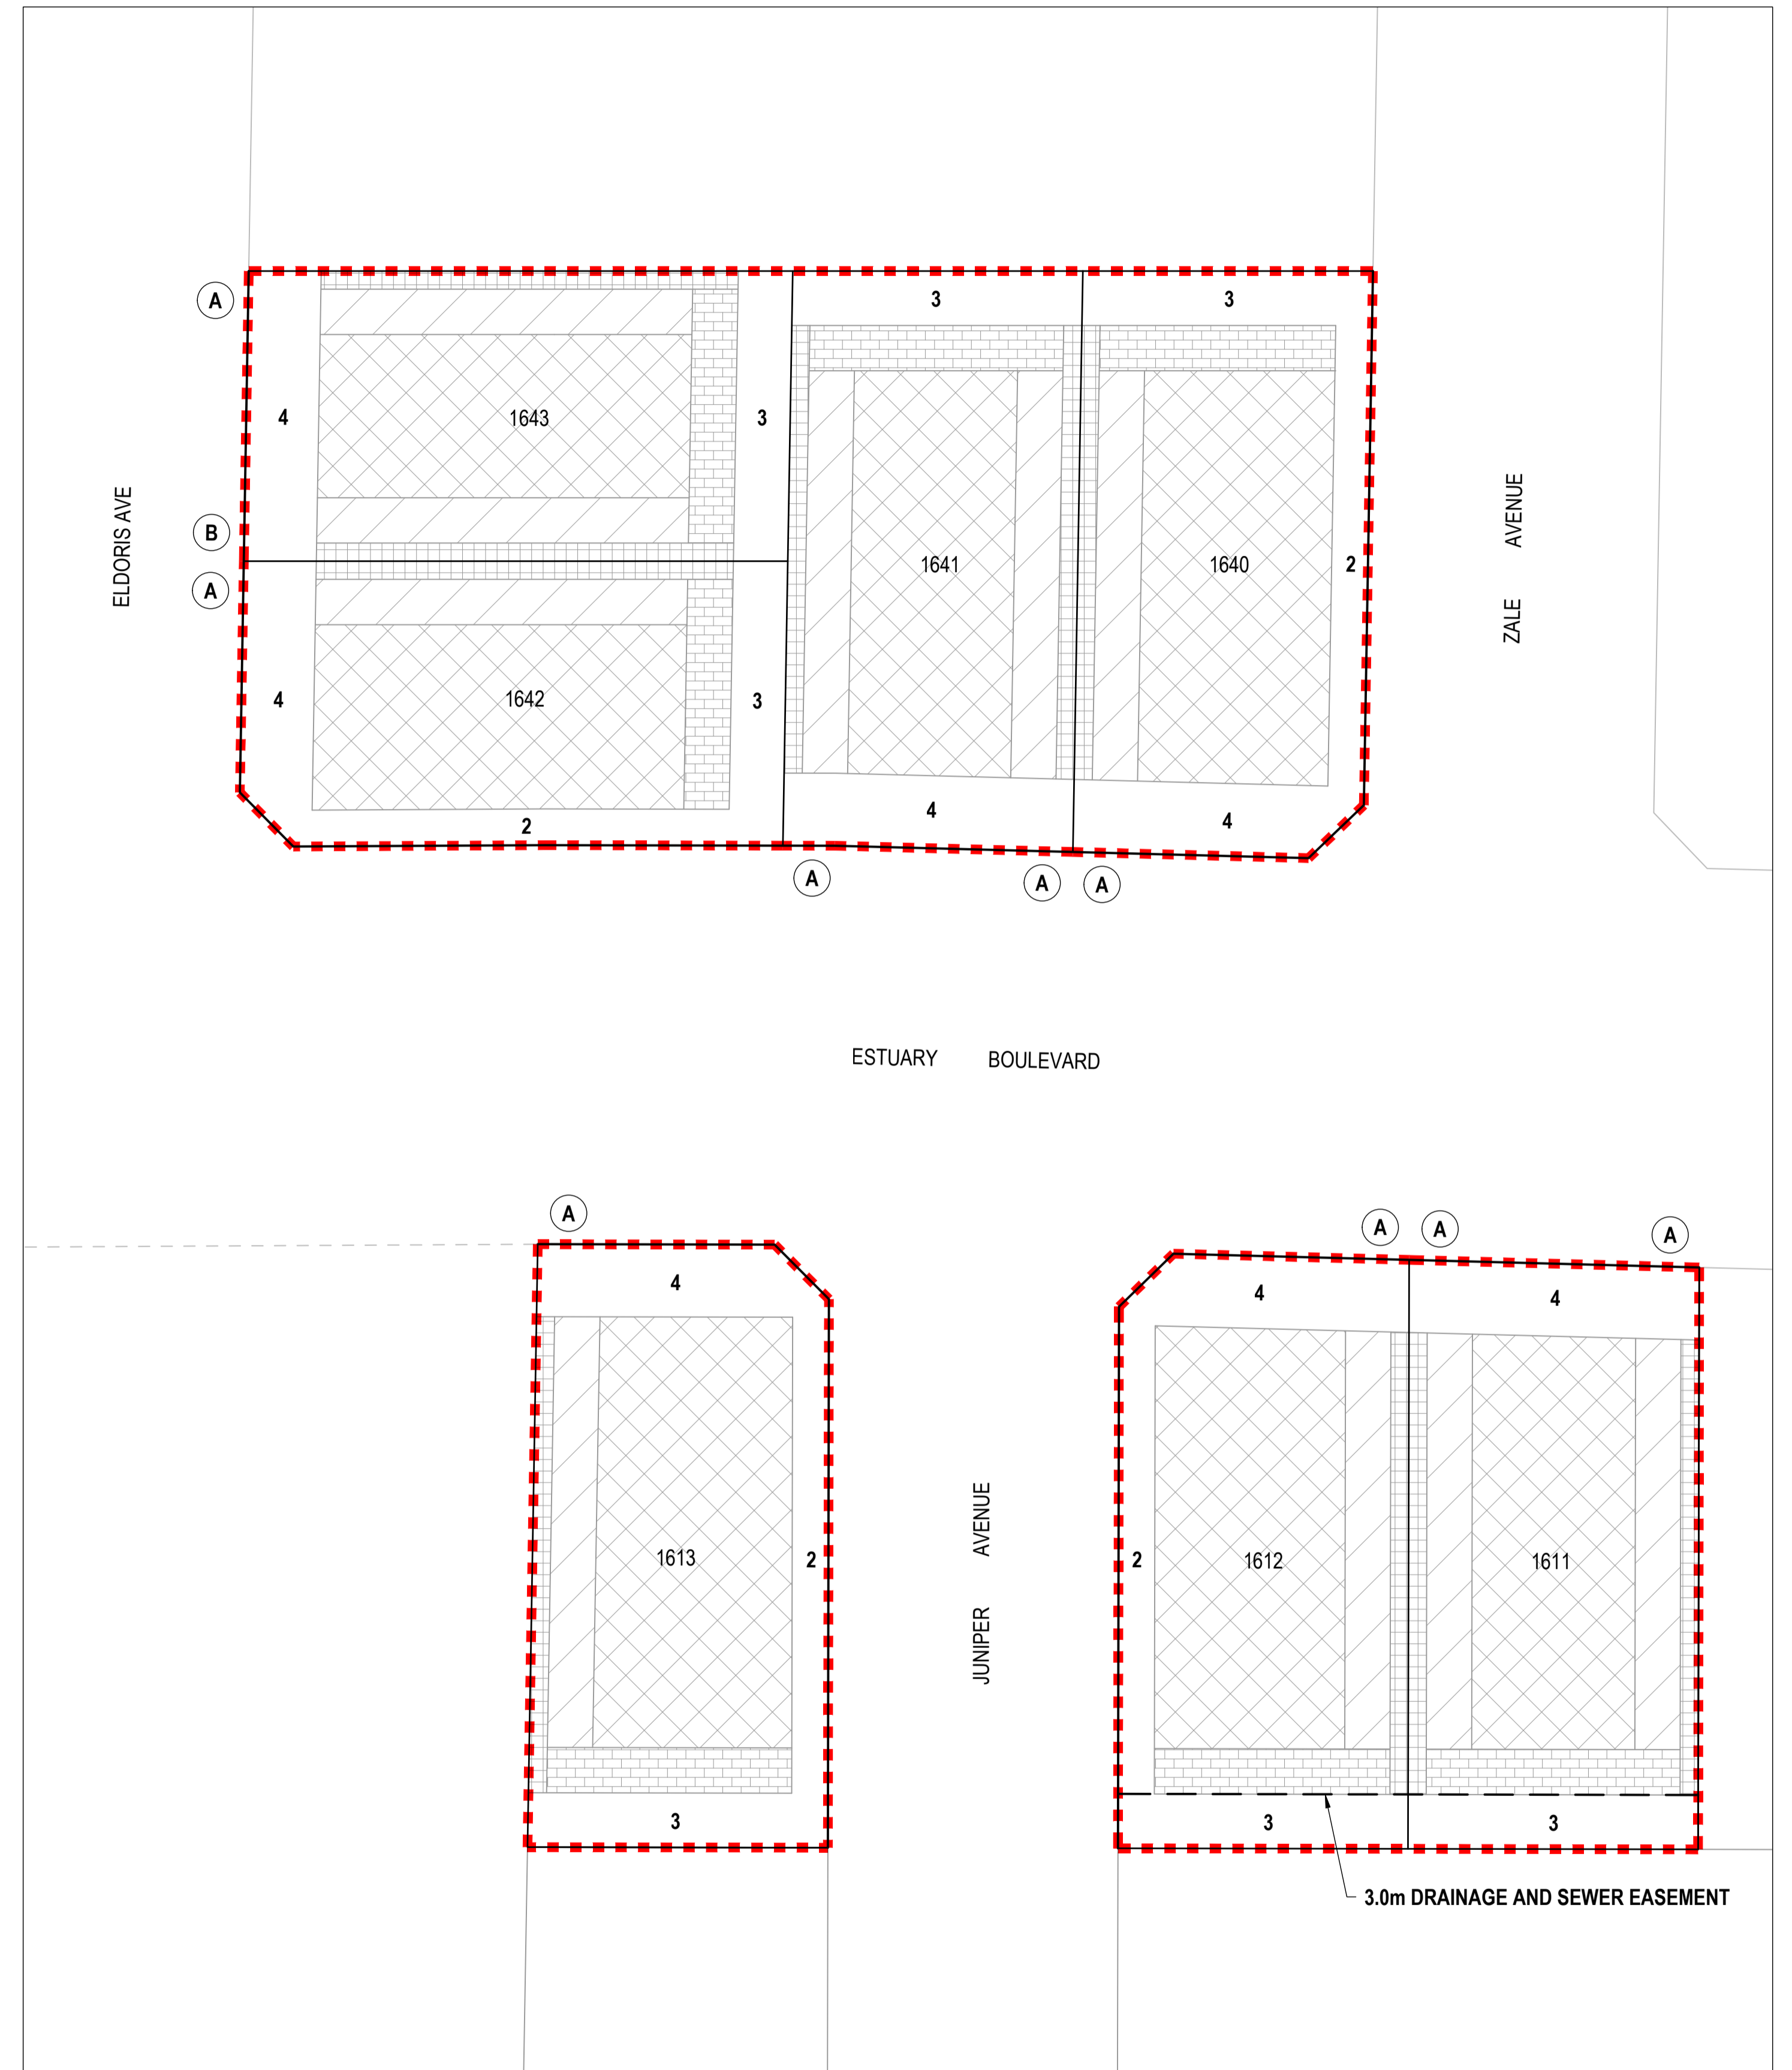 A
3
3
4
1643
3
ELDORIS AVE
B
A
1641
1640
2
ZALE AVENUE
4
1642
3
2
4
4
A
A
A
ESTUARY BOULEVARD
A
A
A
A
4
4
4
1613
2
JUNIPER AVENUE
2
1612
1611
3
3
3
3.0m DRAINAGE AND SEWER EASEMENT